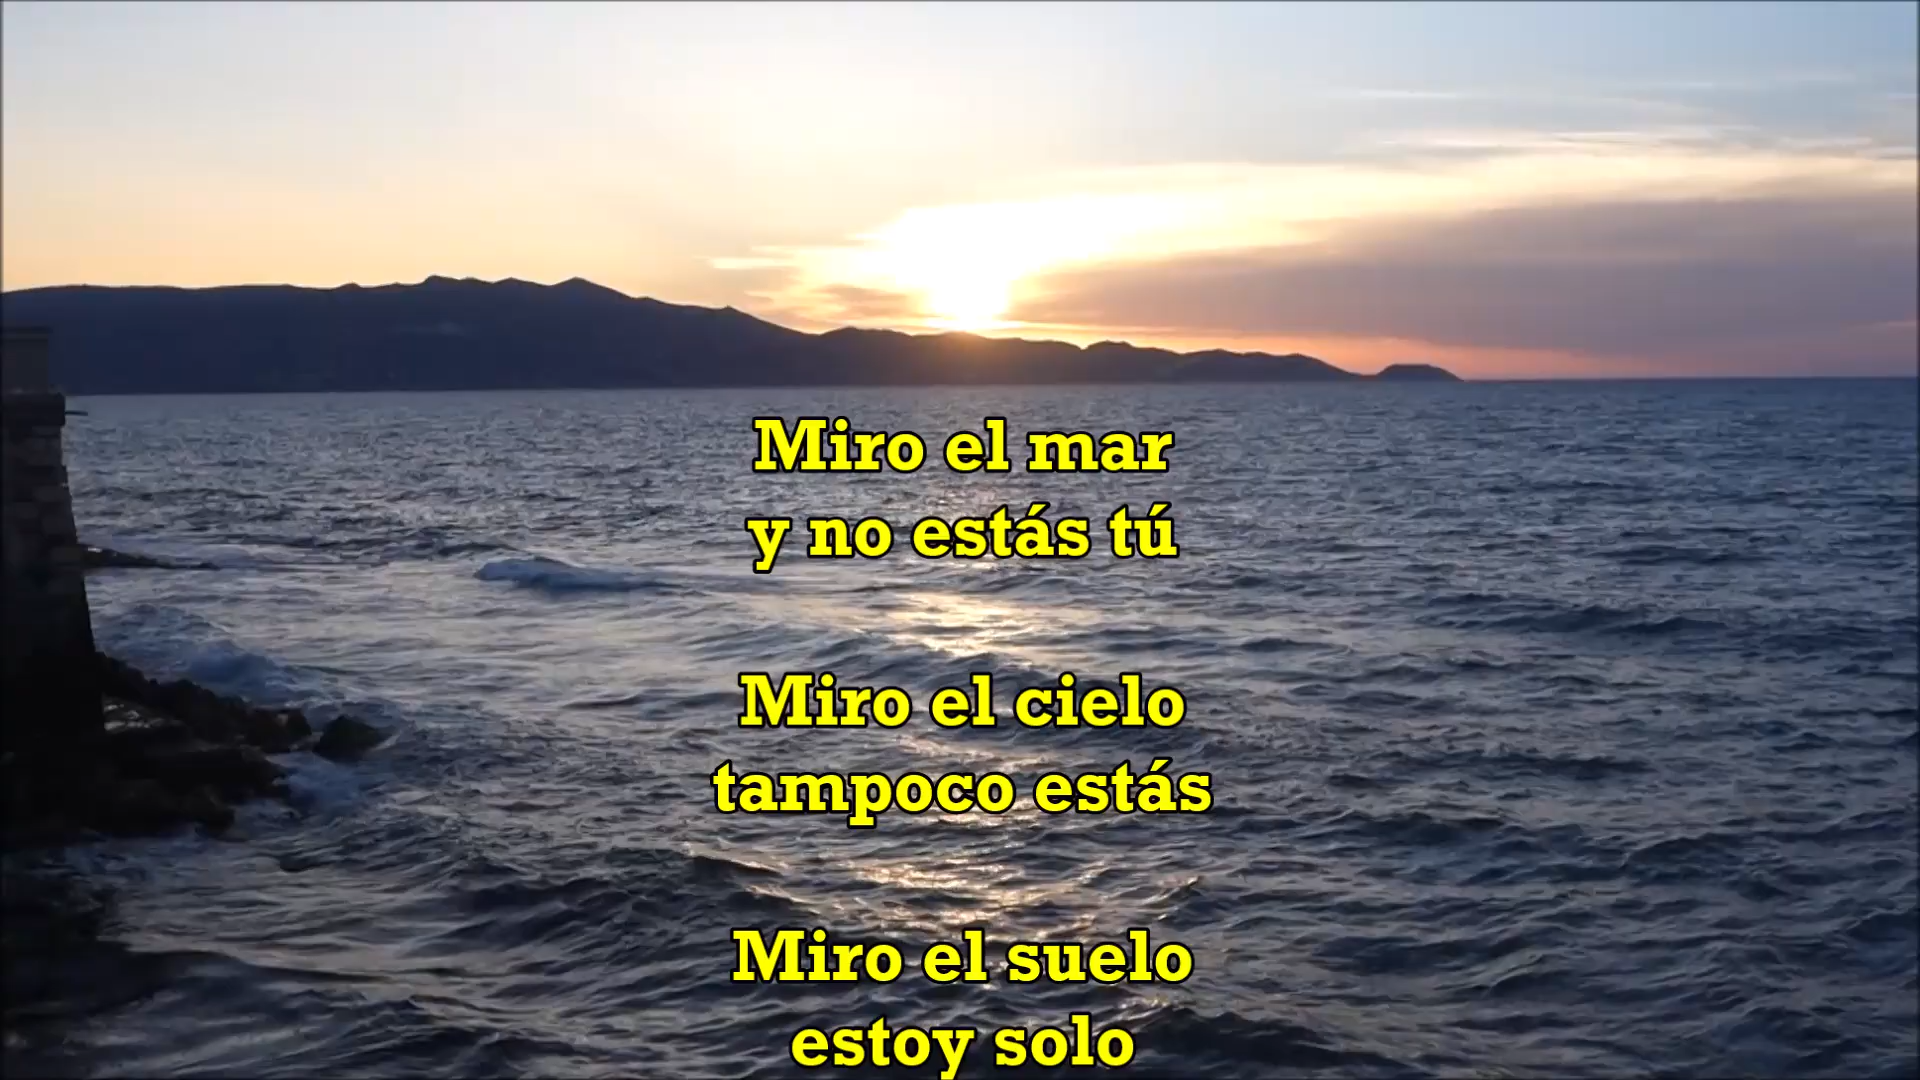 Miro el mar
y no estás tú
Miro el cielo
tampoco estás
Miro el suelo
estoy solo